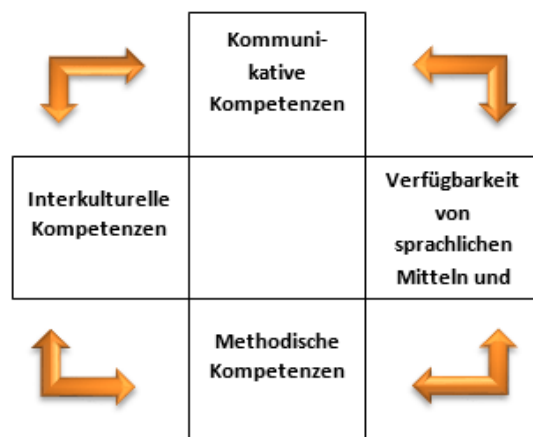 Kommuni-
kative
Kompetenzen
Interkulturelle
Kompetenzen
Verfügbarkeit
von
sprachlichen
Mitteln und
Methodische
Kompetenzen